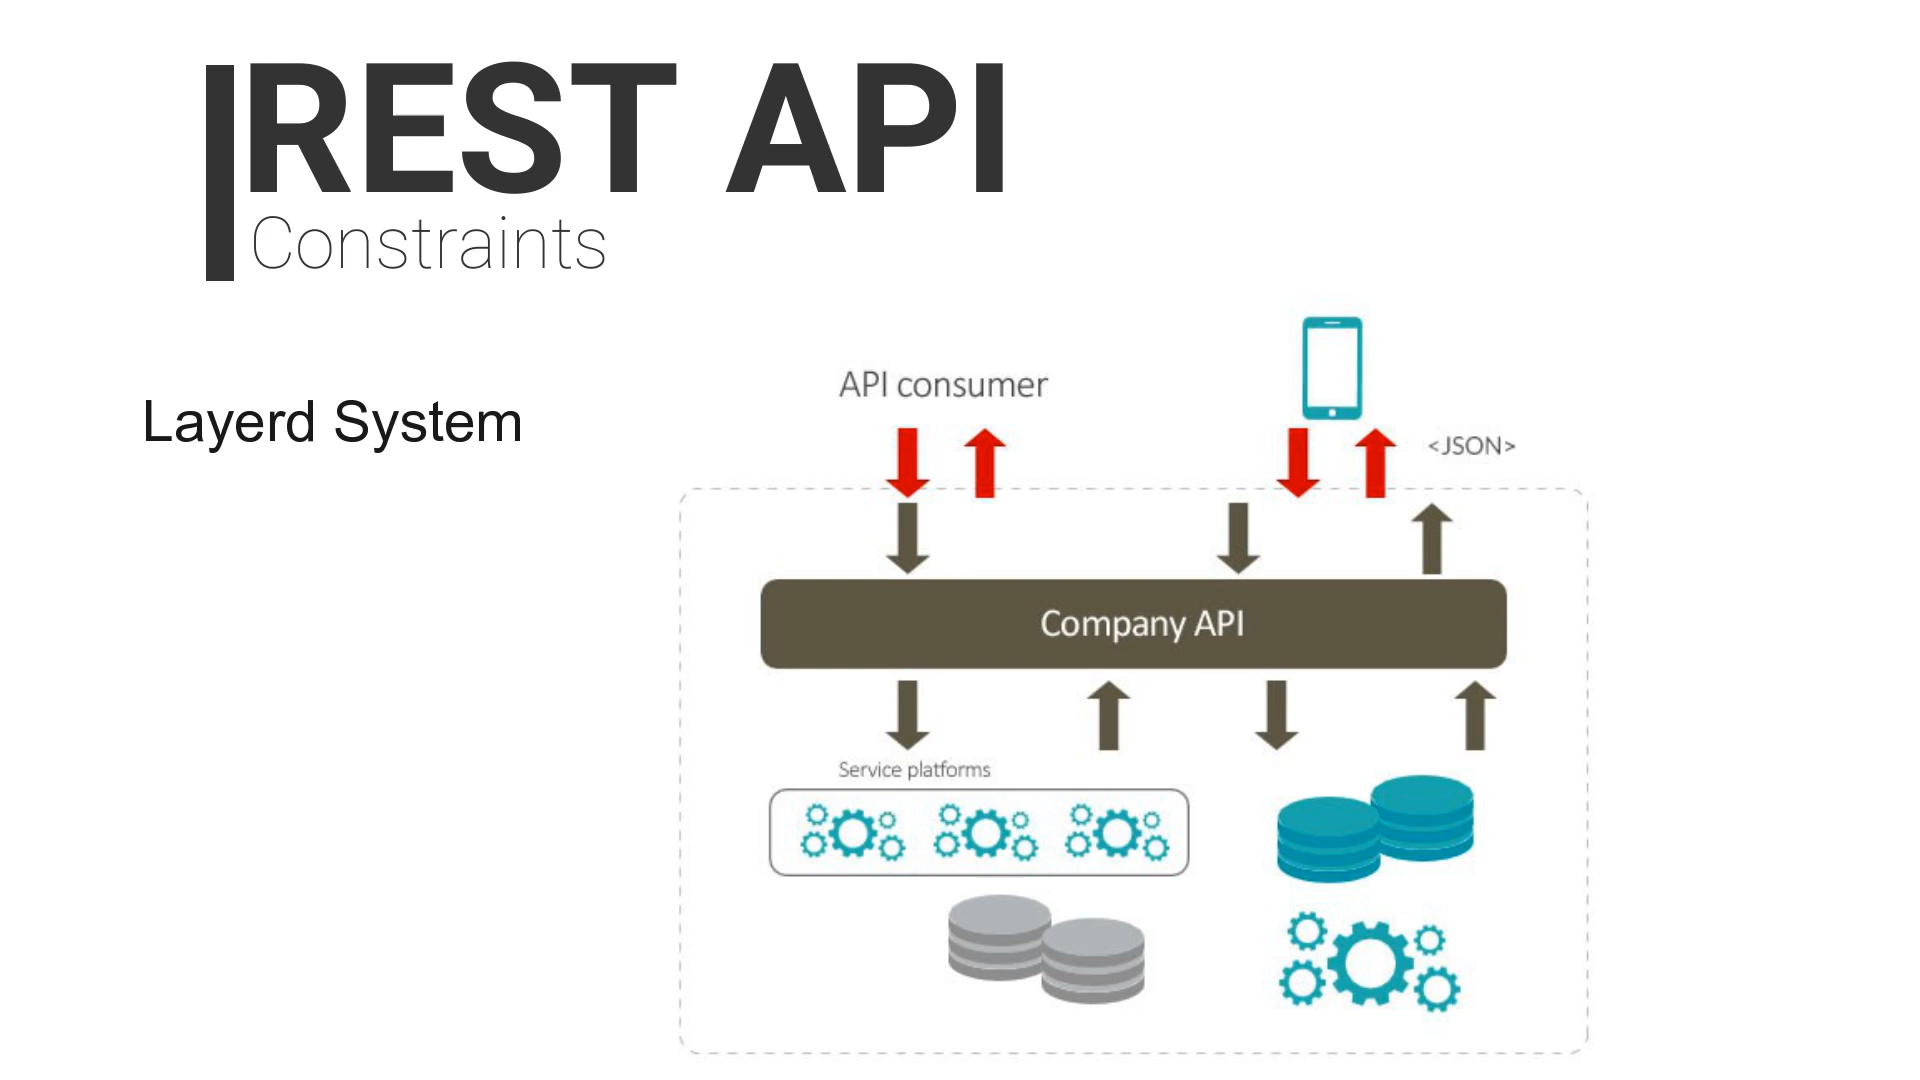 REST API
Constraints
Layerd System
API consumer
<JSON>
Company API
Service platforms